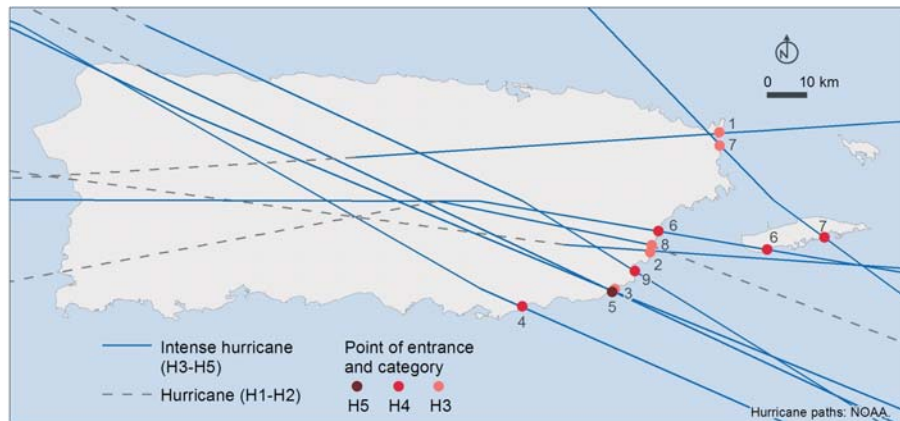 N
0 10 km
1
7
6
8
2
6
7
9
3
5
4
Intense hurricane
(H3-H5)
Hurricane (H1-H2)
Point of entrance
and category
H5 H4 H3
Hurricane paths: NOAA.